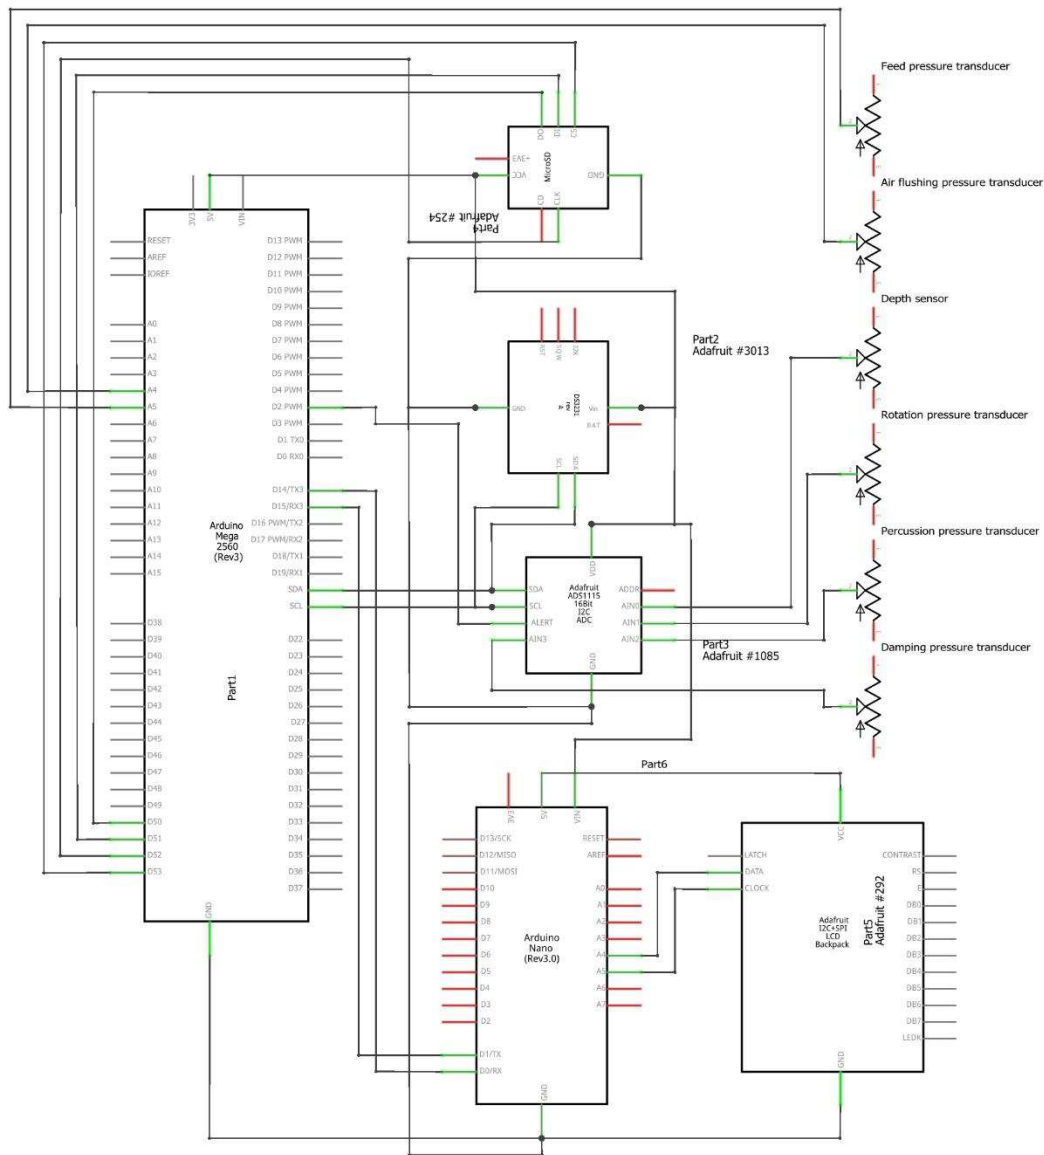 Feed pressure transducer
Air flushing pressure transducer
Depth sensor
Rotation pressure transducer
Percussion pressure transducer
Damping pressure transducer
DO
DI
CS
+3V3
VCC
GND
CD
CLK
MicroSD
Part4
Adafruit #254
3V3
5V
VIN
RESET
AREF
IOREF
A0
A1
A2
A3
A4
A5
A6
A7
A8
A9
A10
A11
A12
A13
A14
A15
D38
D39
D40
D41
D42
D43
D44
D45
D46
D47
D48
D49
D50
D51
D52
D53
GND
D13 PWM
D12 PWM
D11 PWM
D10 PWM
D9 PWM
D8 PWM
D7 PWM
D6 PWM
D5 PWM
D4 PWM
D2 PWM
D3 PWM
D1 TX0
D0 RX0
D14/TX3
D15/RX3
D16 PWM/TX2
D17 PWM/RX2
D18/TX1
D19/RX1
SDA
SCL
D22
D23
D24
D25
D26
D27
D28
D29
D30
D31
D32
D33
D34
D35
D36
D37
Arduino
Mega
2560
(Rev3)
Part1
RST
SQW
32K
GND
Vin
BAT
SCL
SDA
DS3231
rev
Part2
Adafruit #3013
VDD
SDA
SCL
ALERT
AIN3
ADDR
AIN0
AIN1
AIN2
GND
Adafruit
ADS1115
16Bit
I2C
ADC
Part3
Adafruit #1085
Part6
3V3
5V
VIN
D13/SCK
D12/MISO
D11/MOSI
D10
D9
D8
D7
D6
D5
D4
D3
D2
D1/TX
D0/RX
RESET
AREF
A0
A1
A2
A3
A4
A5
A6
A7
GND
Arduino
Nano
(Rev3.0)
VCC
LATCH
DATA
CLOCK
CONTRAST
RS
E
DB0
DB1
DB2
DB3
DB4
DB5
DB6
DB7
LEDK
GND
Adafruit
I2C+SPI
LCD
Backpack
Part5
Adafruit #292